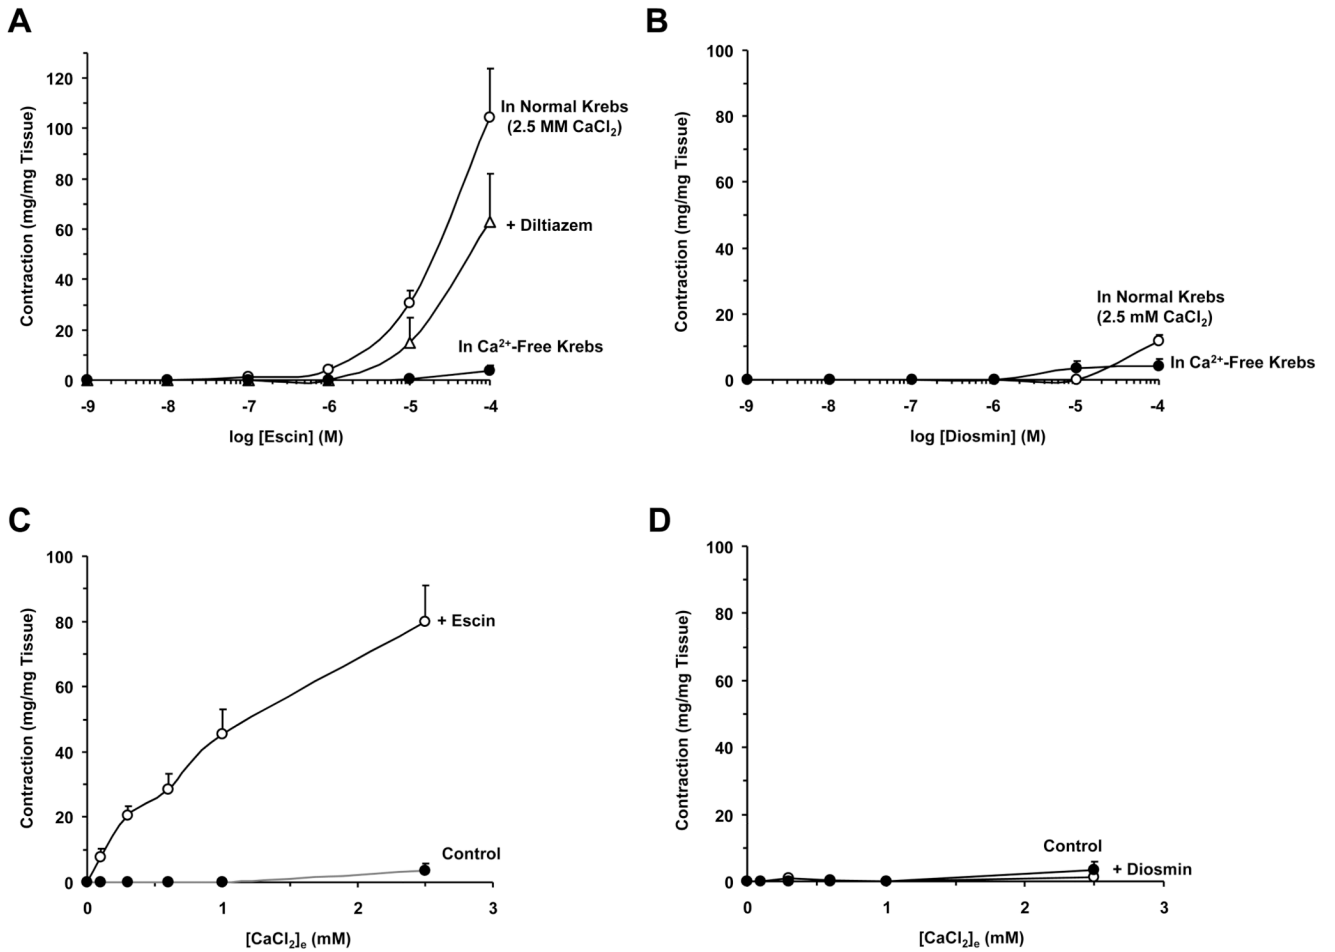 A
Contraction (mg/mg Tissue)
120
100
80
60
40
20
0
In Normal Krebs
(2.5 MM CaCl₂)
+ Diltiazem
In Ca²⁺-Free Krebs
-9 -8 -7 -6 -5 -4
log [Escin] (M)
B
Contraction (mg/mg Tissue)
100
80
60
40
20
0
In Normal Krebs
(2.5 mM CaCl₂)
In Ca²⁺-Free Krebs
-9 -8 -7 -6 -5 -4
log [Diosmin] (M)
C
Contraction (mg/mg Tissue)
100
80
60
40
20
0
+ Escin
Control
0 1 2 3
[CaCl₂]ₑ (mM)
D
Contraction (mg/mg Tissue)
100
80
60
40
20
0
Control
+ Diosmin
0 1 2 3
[CaCl₂]ₑ (mM)